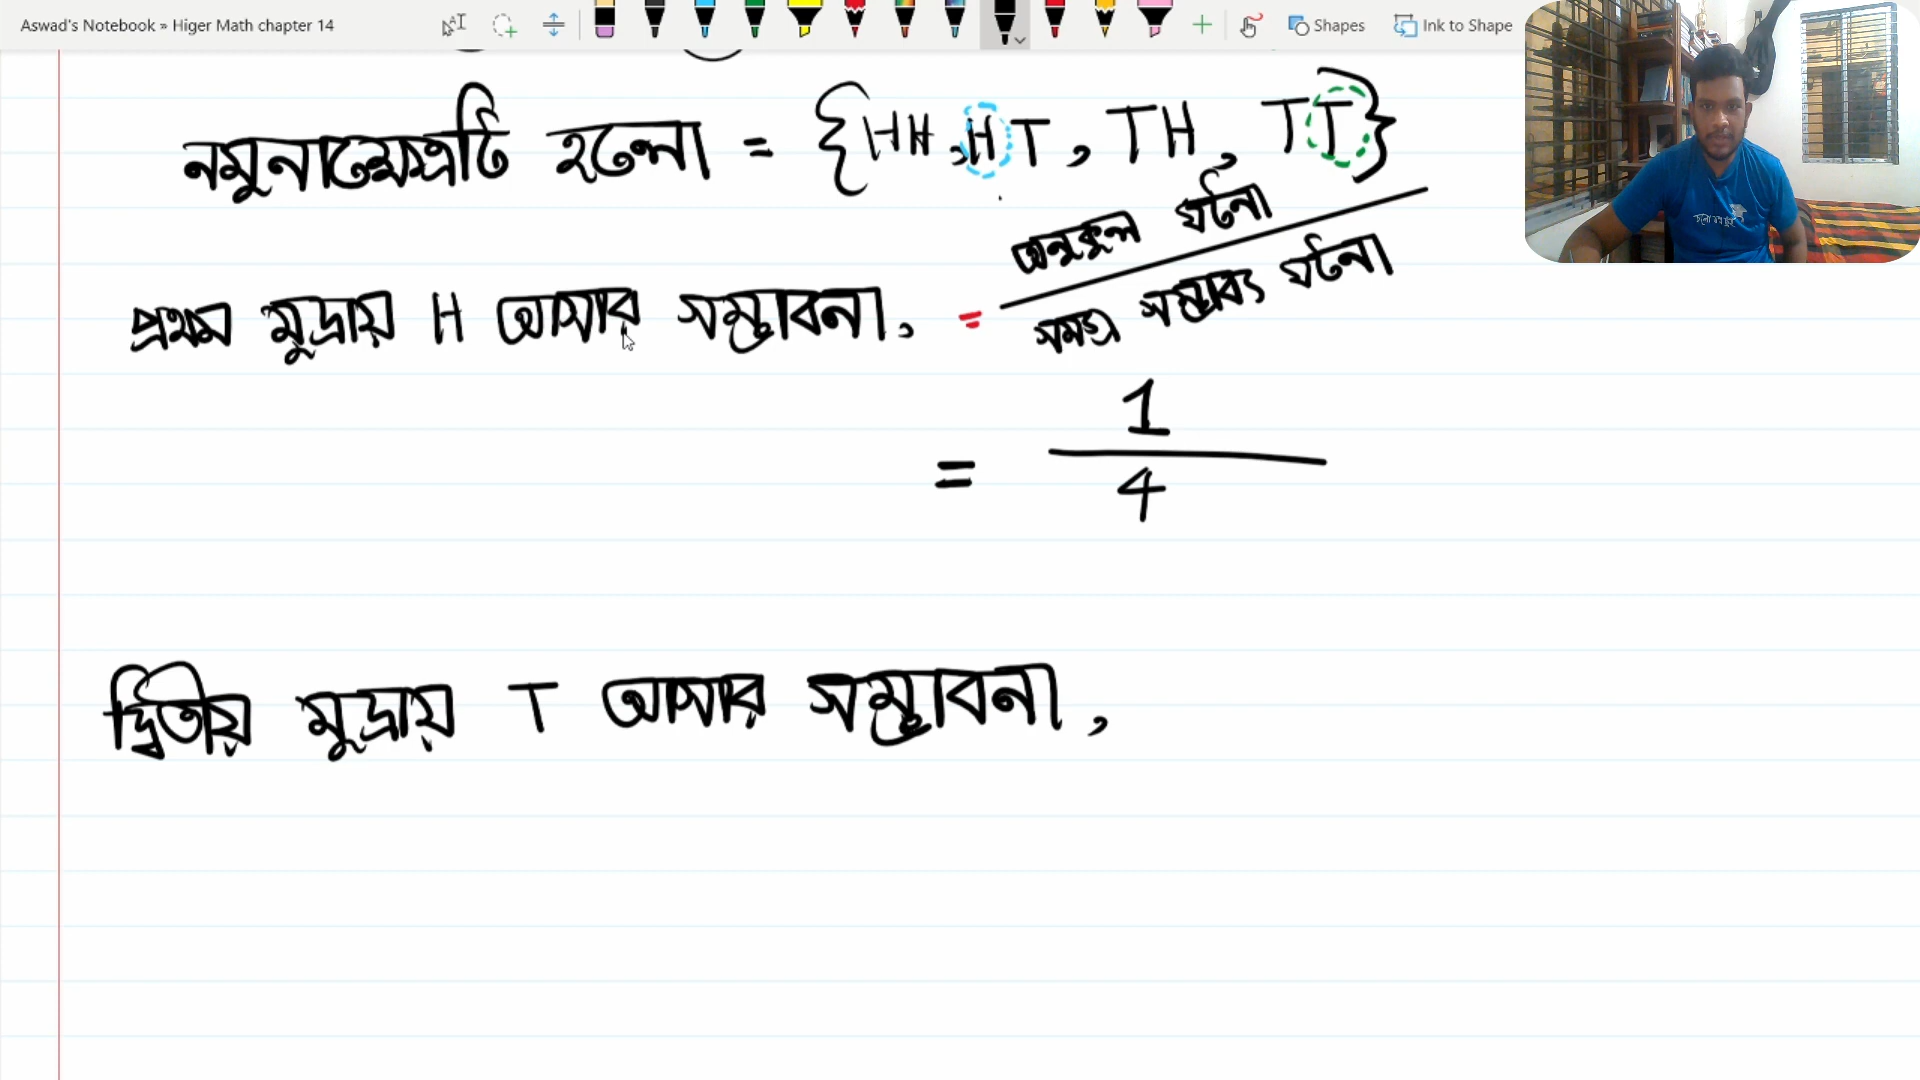 Aswad's Notebook » Higer Math chapter 14
Shapes
Ink to Shape
নমুনাক্ষেত্রটি হলো = {HH, HT, TH, TT}
প্রথম মুদ্রায় H আসার সম্ভাবনা, = অনুকূল ঘটনা / সমগ্র সম্ভাব্য ঘটনা
= 1 / 4
দ্বিতীয় মুদ্রায় T আসার সম্ভাবনা,